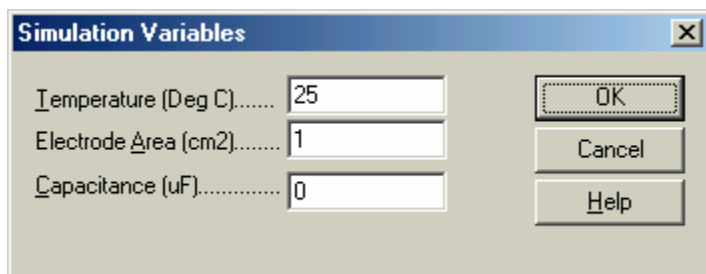 Simulation Variables
Temperature (Deg C)....... 25
OK
Electrode Area (cm2)........ 1
Cancel
Capacitance (uF)............. 0
Help